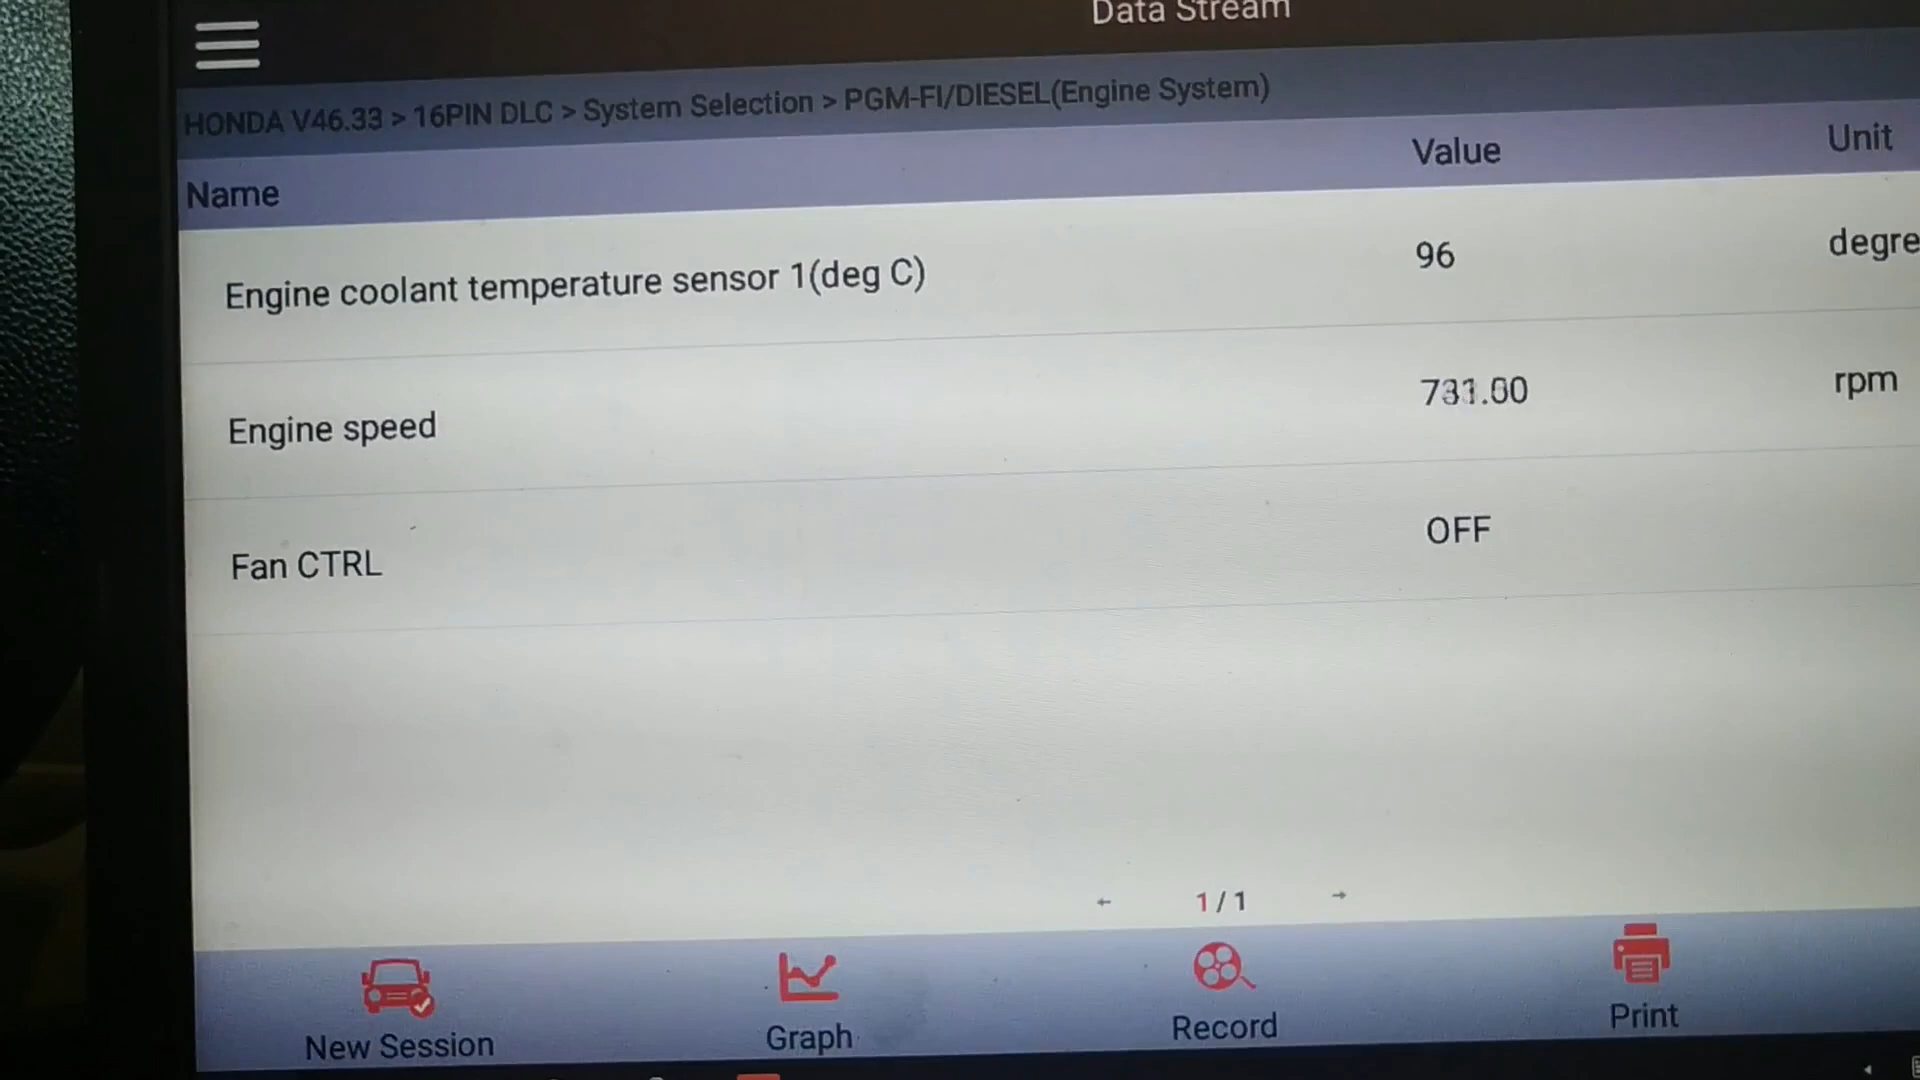 Data Stream
HONDA V46.33 > 16PIN DLC > System Selection > PGM-FI/DIESEL(Engine System)
Name Value Unit
Engine coolant temperature sensor 1(deg C) 96 degre
Engine speed rpm
Fan CTRL OFF
1 / 1
New Session Graph Record Print